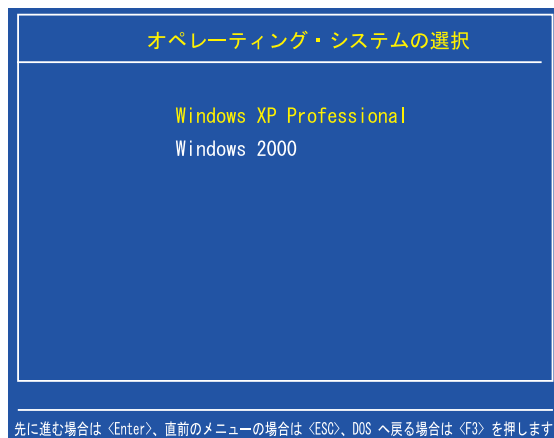 オペレーティング・システムの選択
Windows XP Professional
Windows 2000
先に進む場合は〈Enter〉、直前のメニューの場合は〈ESC〉、DOS へ戻る場合は〈F3〉を押します